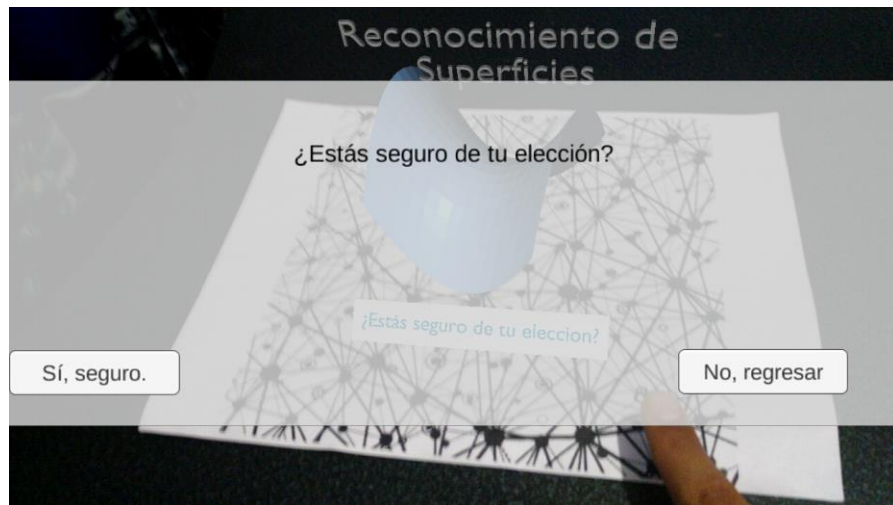 Reconocimiento de
Superficies
¿Estás seguro de tu elección?
¿Estás seguro de tu eleccion?
Sí, seguro.
No, regresar